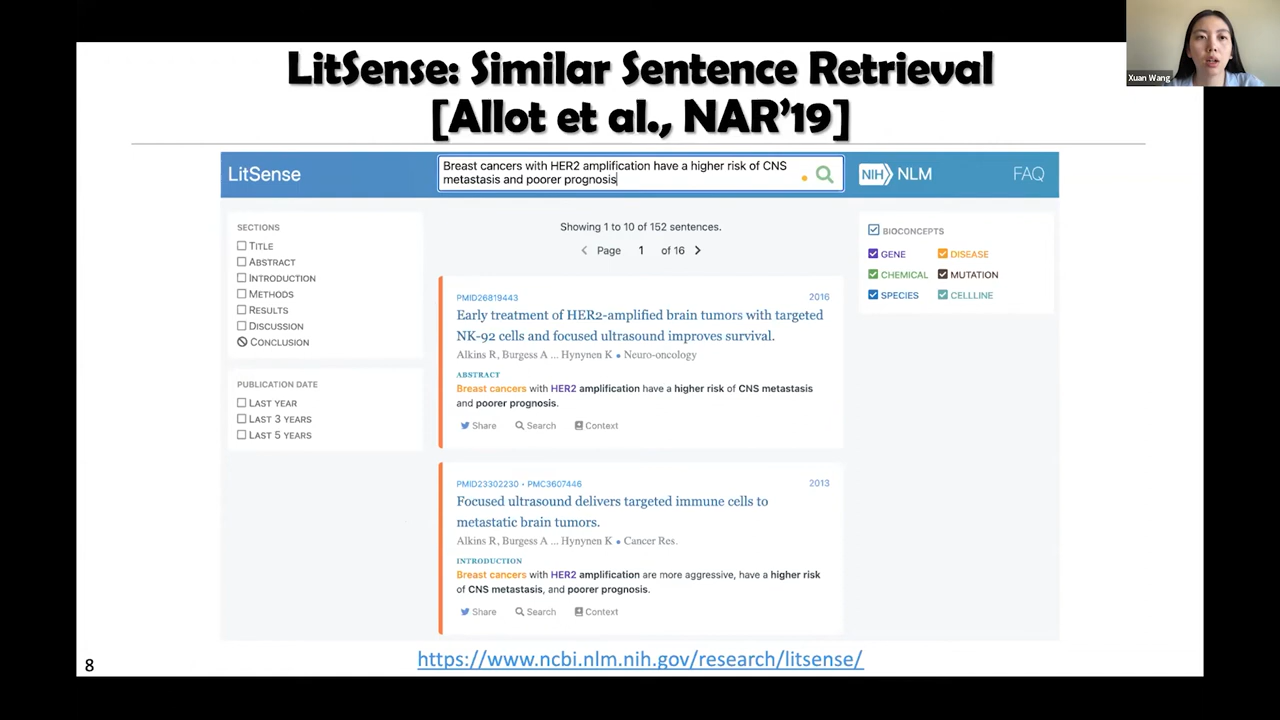 LitSense: Similar Sentence Retrieval
[Allot et al., NAR'19]
Xuan Wang
LitSense
Breast cancers with HER2 amplification have a higher risk of CNS
metastasis and poorer prognosis
NIH NLM
FAQ
SECTIONS
TITLE
ABSTRACT
INTRODUCTION
METHODS
RESULTS
DISCUSSION
CONCLUSION
PUBLICATION DATE
LAST YEAR
LAST 3 YEARS
LAST 5 YEARS
Showing 1 to 10 of 152 sentences.
< Page 1 of 16 >
PMID26819443 2016
Early treatment of HER2-amplified brain tumors with targeted
NK-92 cells and focused ultrasound improves survival.
Alkins R, Burgess A ... Hynynen K • Neuro-oncology
ABSTRACT
Breast cancers with HER2 amplification have a higher risk of CNS metastasis
and poorer prognosis.
Share Search Context
PMID23302230 • PMC3607446 2013
Focused ultrasound delivers targeted immune cells to
metastatic brain tumors.
Alkins R, Burgess A ... Hynynen K • Cancer Res.
INTRODUCTION
Breast cancers with HER2 amplification are more aggressive, have a higher risk
of CNS metastasis, and poorer prognosis.
Share Search Context
BIOCONCEPTS
GENE DISEASE
CHEMICAL MUTATION
SPECIES CELLLINE
https://www.ncbi.nlm.nih.gov/research/litsense/
8